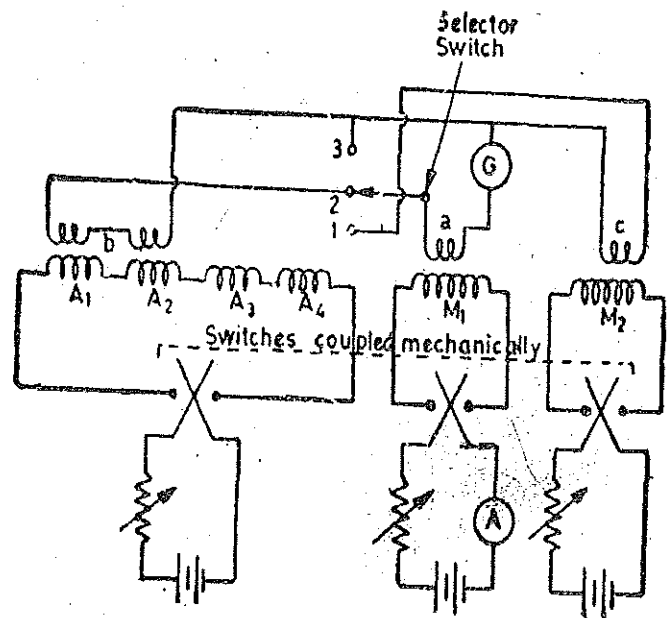 Selector
Switch
3
G
2
a
c
b
1
A1 A2 A3 A4
M1
M2
Switches coupled mechanically
A